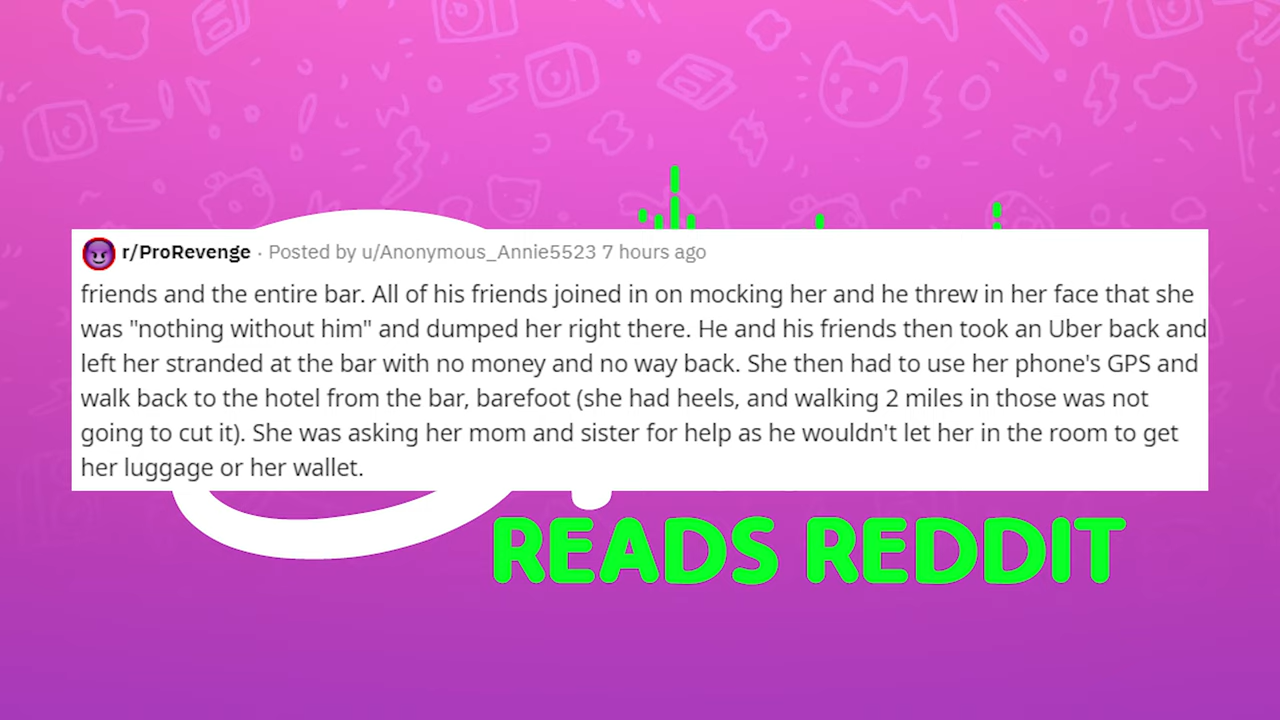 r/ProRevenge · Posted by u/Anonymous_Annie5523 7 hours ago
friends and the entire bar. All of his friends joined in on mocking her and he threw in her face that she
was "nothing without him" and dumped her right there. He and his friends then took an Uber back and
left her stranded at the bar with no money and no way back. She then had to use her phone's GPS and
walk back to the hotel from the bar, barefoot (she had heels, and walking 2 miles in those was not
going to cut it). She was asking her mom and sister for help as he wouldn't let her in the room to get
her luggage or her wallet.
READS REDDIT